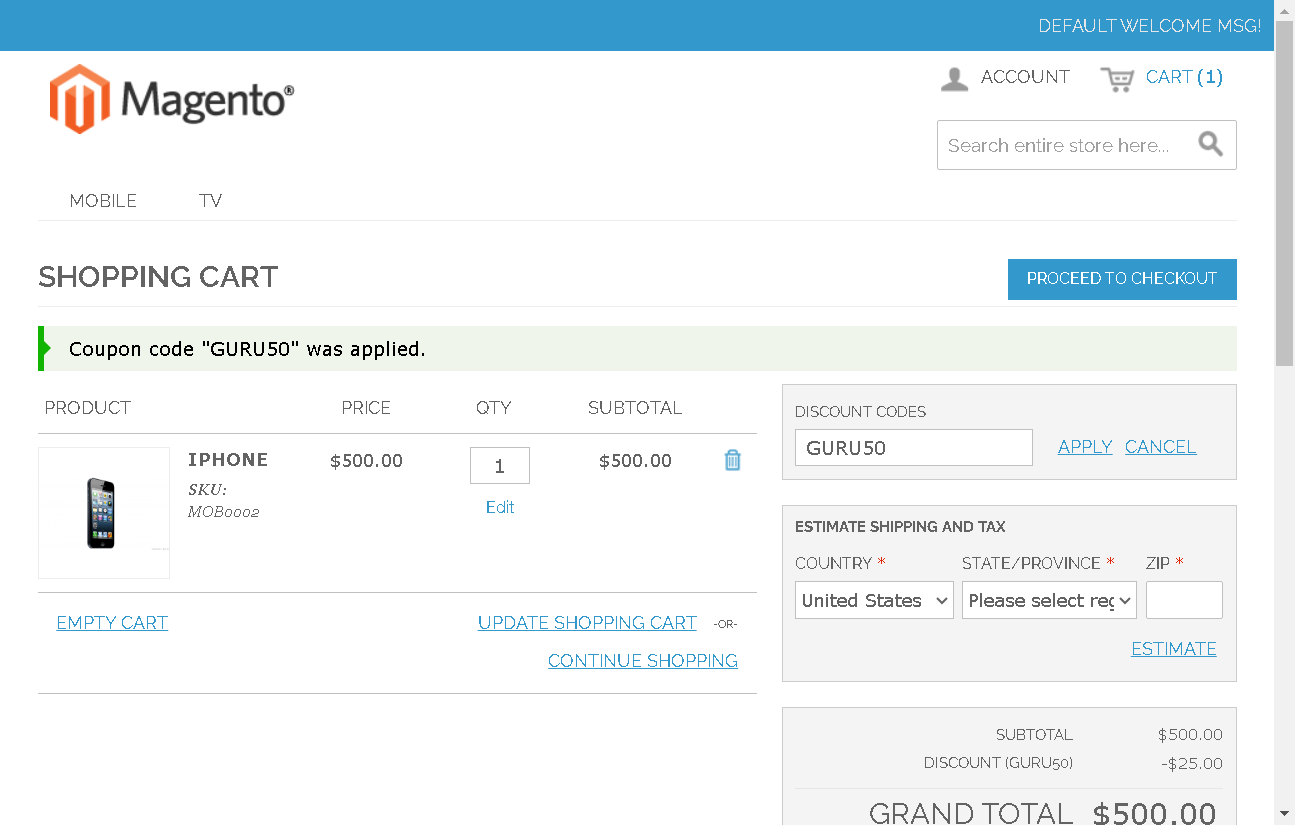 DEFAULT WELCOME MSG!
Magento®
ACCOUNT
CART (1)
Search entire store here...
MOBILE
TV
SHOPPING CART
PROCEED TO CHECKOUT
Coupon code "GURU50" was applied.
PRODUCT PRICE QTY SUBTOTAL
IPHONE $500.00 1 $500.00
SKU:
MOB0002
Edit
EMPTY CART
UPDATE SHOPPING CART -OR-
CONTINUE SHOPPING
DISCOUNT CODES
GURU50 APPLY CANCEL
ESTIMATE SHIPPING AND TAX
COUNTRY * STATE/PROVINCE * ZIP *
United States Please select reg
ESTIMATE
SUBTOTAL $500.00
DISCOUNT (GURU50) -$25.00
GRAND TOTAL $500.00